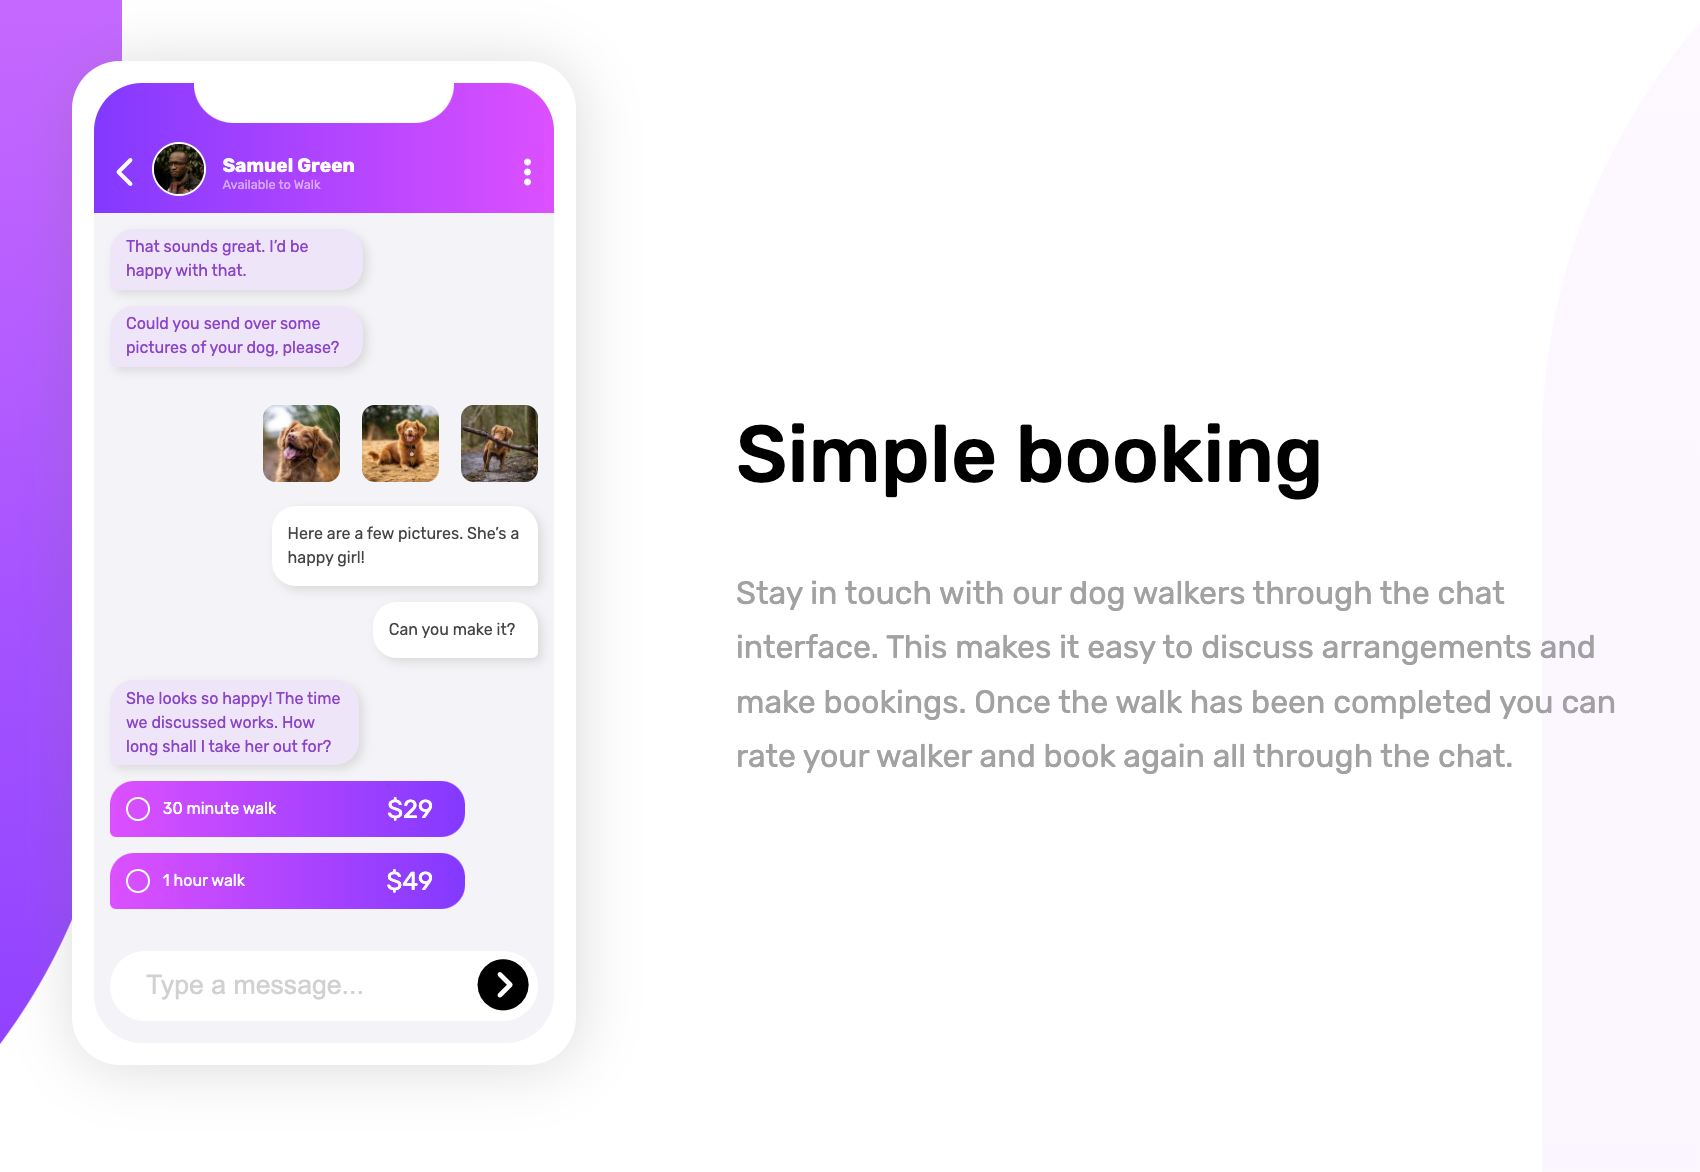 Samuel Green
Available to Walk
That sounds great. I’d be
happy with that.
Could you send over some
pictures of your dog, please?
Here are a few pictures. She’s a
happy girl!
Can you make it?
She looks so happy! The time
we discussed works. How
long shall I take her out for?
30 minute walk $29
1 hour walk $49
Type a message...
Simple booking
Stay in touch with our dog walkers through the chat
interface. This makes it easy to discuss arrangements and
make bookings. Once the walk has been completed you can
rate your walker and book again all through the chat.